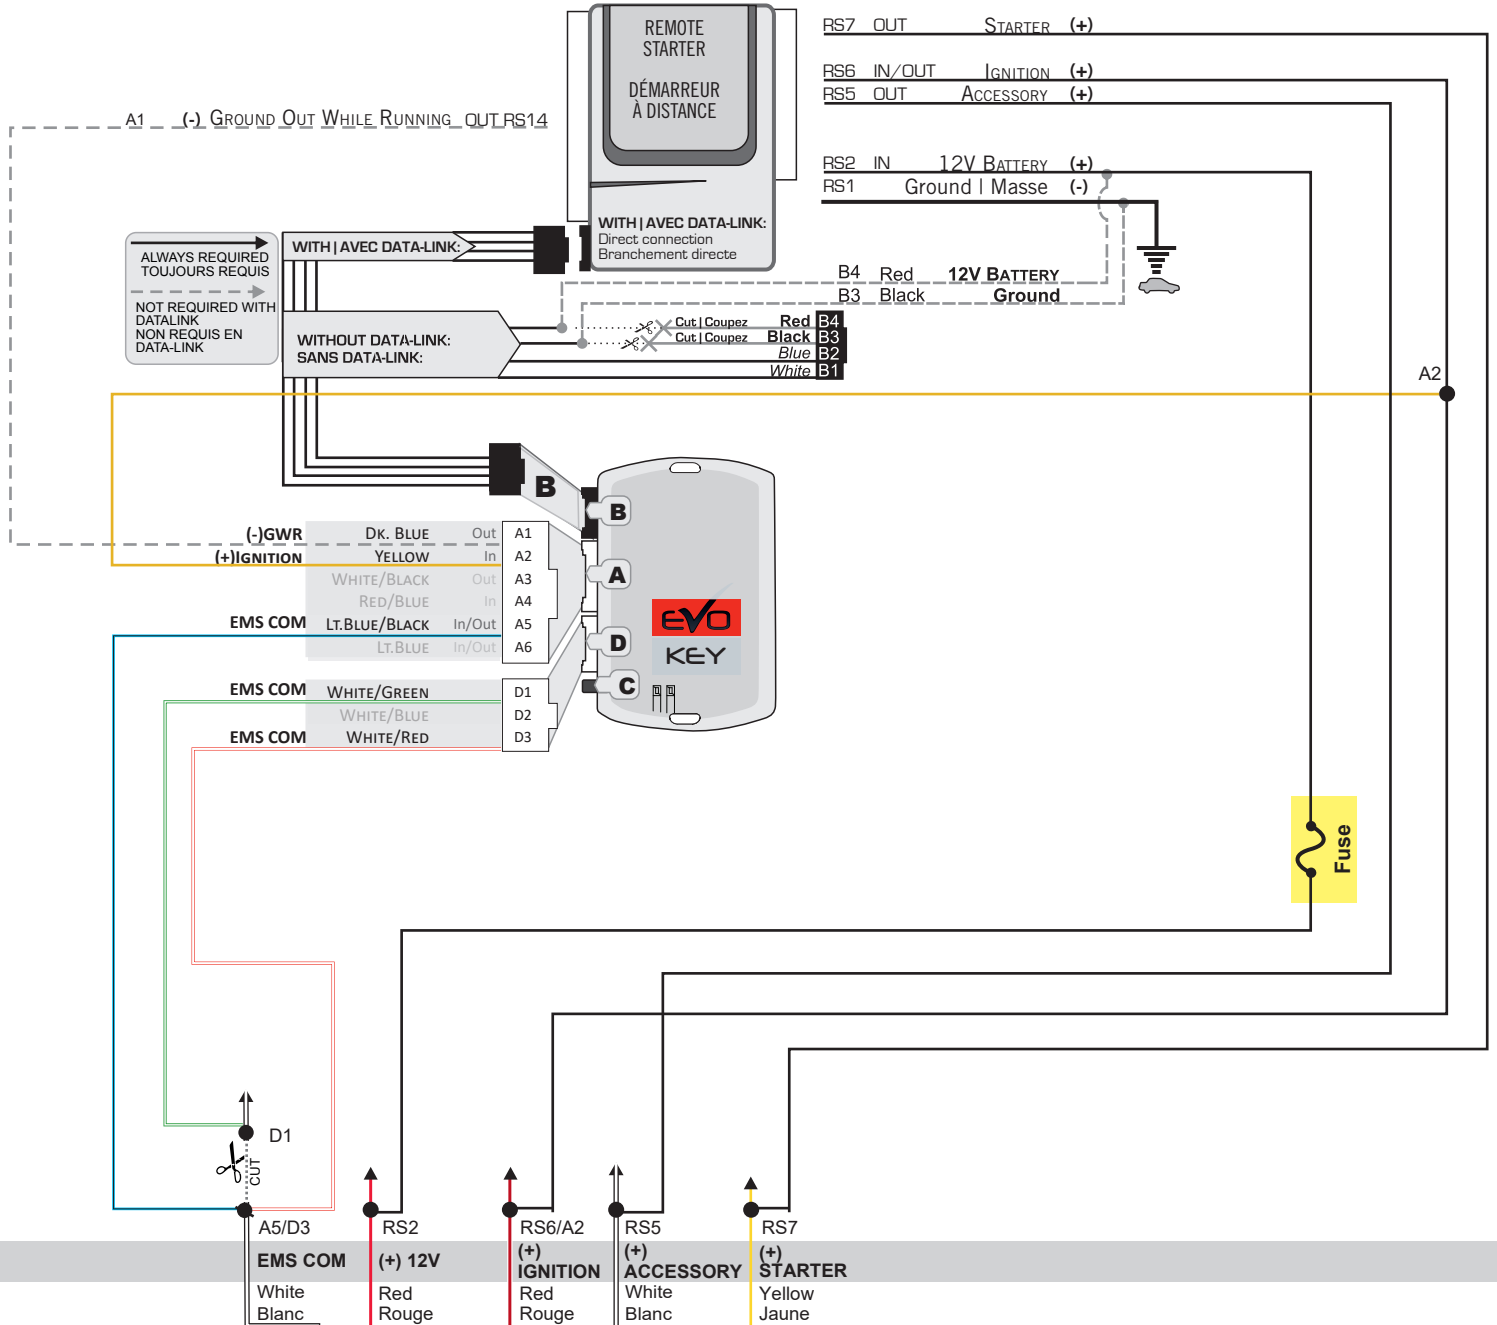 REMOTE
STARTER
DÉMARREUR
À DISTANCE
WITH | AVEC DATA-LINK:
Direct connection
Branchement directe
RS7 OUT STARTER (+)
RS6 IN/OUT IGNITION (+)
RS5 OUT ACCESSORY (+)
RS2 IN 12V BATTERY (+)
RS1 Ground | Masse (-)
A1 (-) GROUND OUT WHILE RUNNING OUT RS14
ALWAYS REQUIRED
TOUJOURS REQUIS
NOT REQUIRED WITH
DATALINK
NON REQUIS EN
DATA-LINK
WITH | AVEC DATA-LINK:
B4 Red 12V BATTERY
B3 Black Ground
WITHOUT DATA-LINK:
SANS DATA-LINK:
Cut | Coupez Red B4
Cut | Coupez Black B3
Blue B2
White B1
A2
B
B
A
D
C
EVO
KEY
(-)GWR DK. BLUE Out A1
(+)IGNITION YELLOW In A2
WHITE/BLACK Out A3
RED/BLUE In A4
EMS COM LT.BLUE/BLACK In/Out A5
LT.BLUE In/Out A6
EMS COM WHITE/GREEN D1
WHITE/BLUE D2
EMS COM WHITE/RED D3
Fuse
D1
CUT
A5/D3
RS2
RS6/A2
RS5
RS7
EMS COM
(+) 12V
(+)
IGNITION
(+)
ACCESSORY
(+)
STARTER
White
Blanc
Red
Rouge
Red
Rouge
White
Blanc
Yellow
Jaune